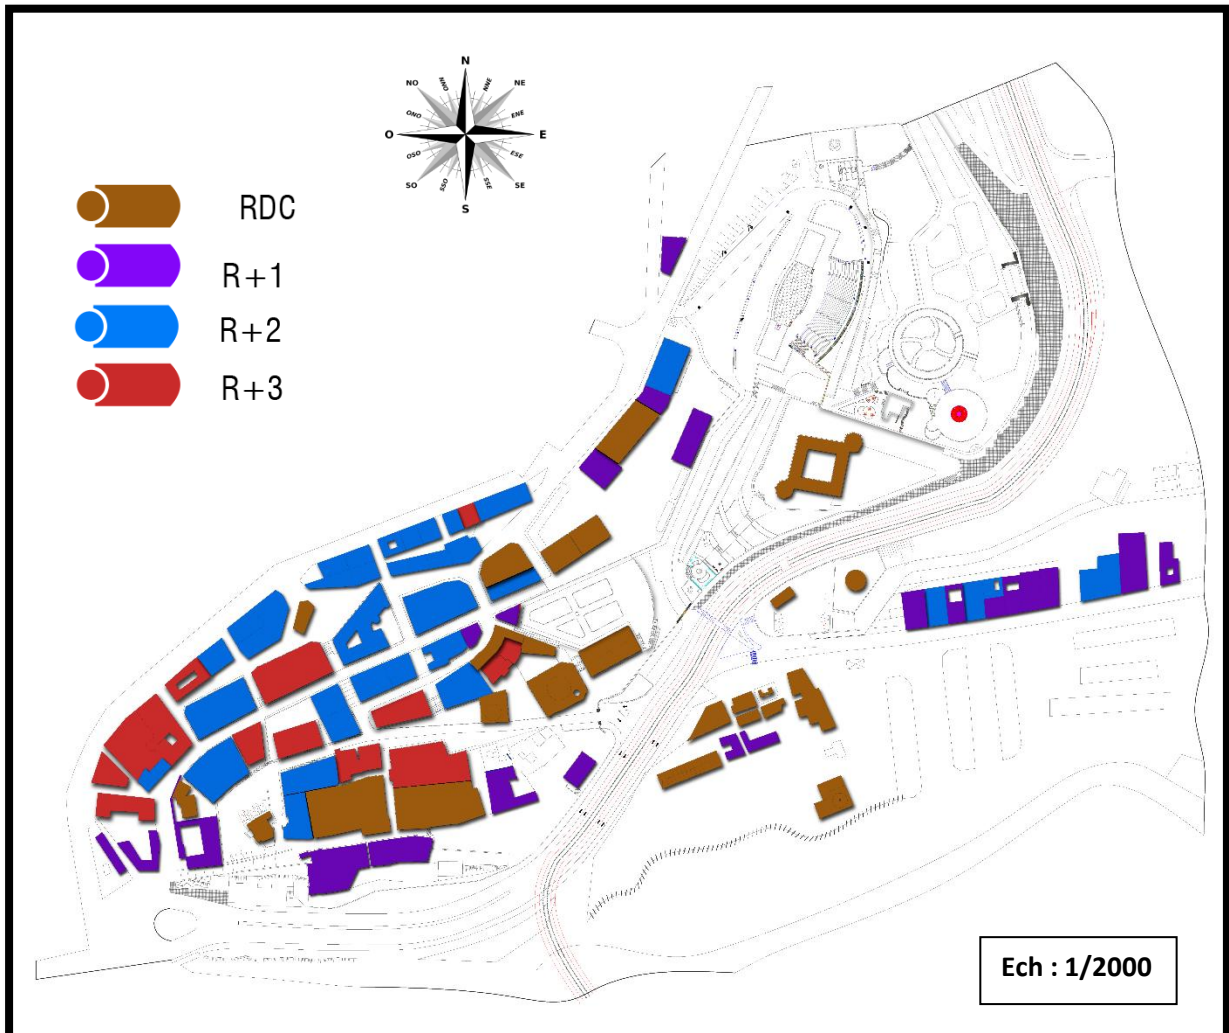 N
NNO
NNE
NO
NE
ONO
ENE
O
E
OSO
ESE
SO
SE
SSO
SSE
S
RDC
R+1
R+2
R+3
Ech : 1/2000